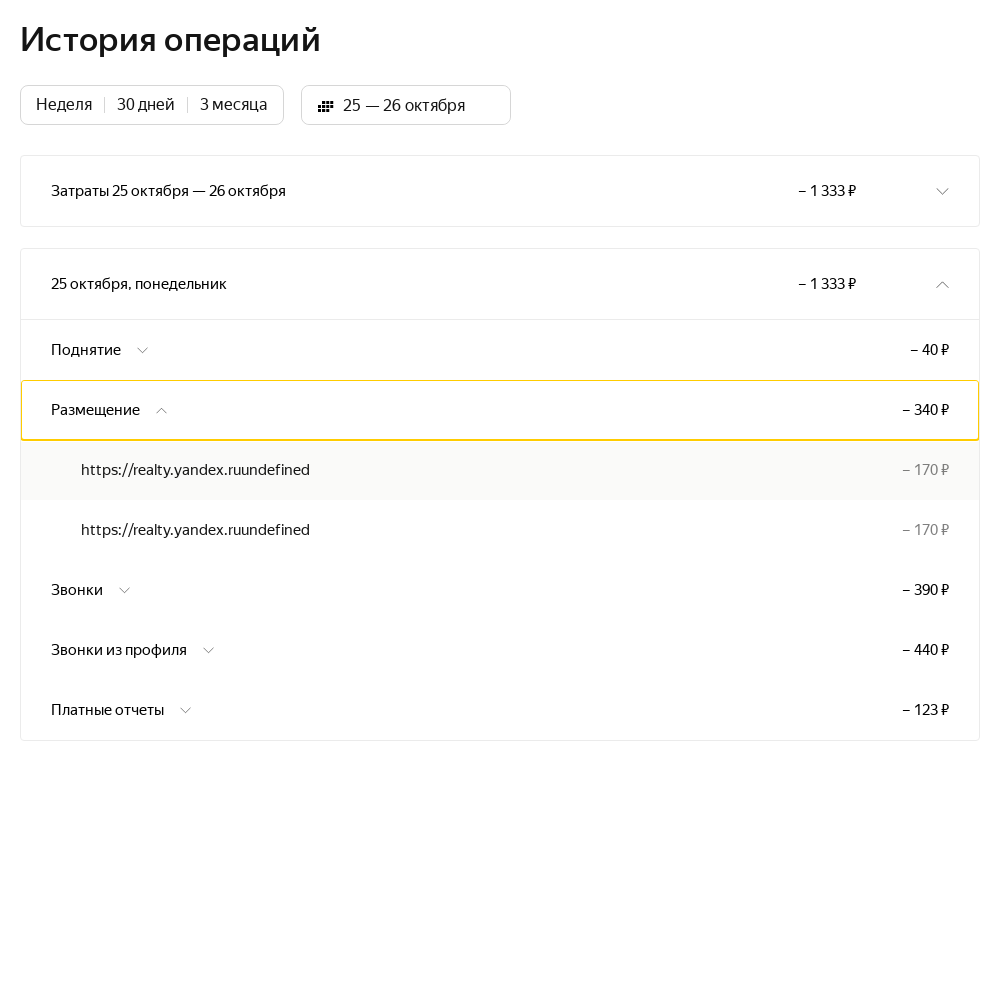 История операций
Неделя 30 дней 3 месяца 25 — 26 октября
Затраты 25 октября — 26 октября – 1 333 ₽
25 октября, понедельник – 1 333 ₽
Поднятие – 40 ₽
Размещение – 340 ₽
https://realty.yandex.ruundefined – 170 ₽
https://realty.yandex.ruundefined – 170 ₽
Звонки – 390 ₽
Звонки из профиля – 440 ₽
Платные отчеты – 123 ₽